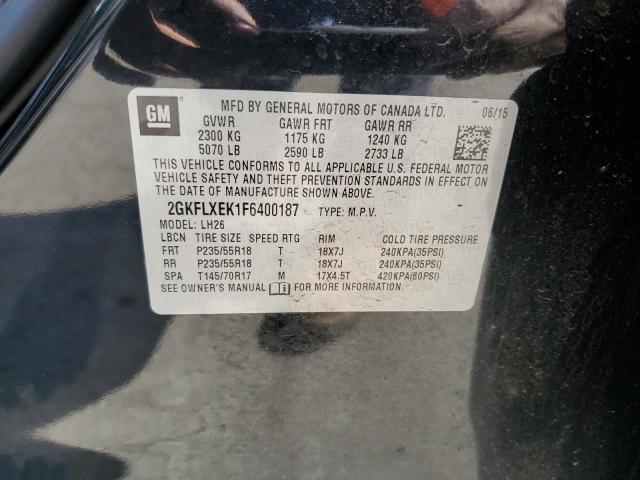 GM
MFD BY GENERAL MOTORS OF CANADA LTD. 06/15
GVWR GAWR FRT GAWR RR
2300 KG 1175 KG 1240 KG
5070 LB 2590 LB 2733 LB
THIS VEHICLE CONFORMS TO ALL APPLICABLE U.S. FEDERAL MOTOR
VEHICLE SAFETY AND THEFT PREVENTION STANDARDS IN EFFECT ON
THE DATE OF MANUFACTURE SHOWN ABOVE.
2GKFLXEK1F6400187 TYPE: M.P.V.
MODEL: LH26
LBCN TIRE SIZE SPEED RTG RIM COLD TIRE PRESSURE
FRT P235/55R18 T 18X7J 240KPA(35PSI)
RR P235/55R18 T 18X7J 240KPA(35PSI)
SPA T145/70R17 M 17X4.5T 420KPA(60PSI)
SEE OWNER'S MANUAL FOR MORE INFORMATION.